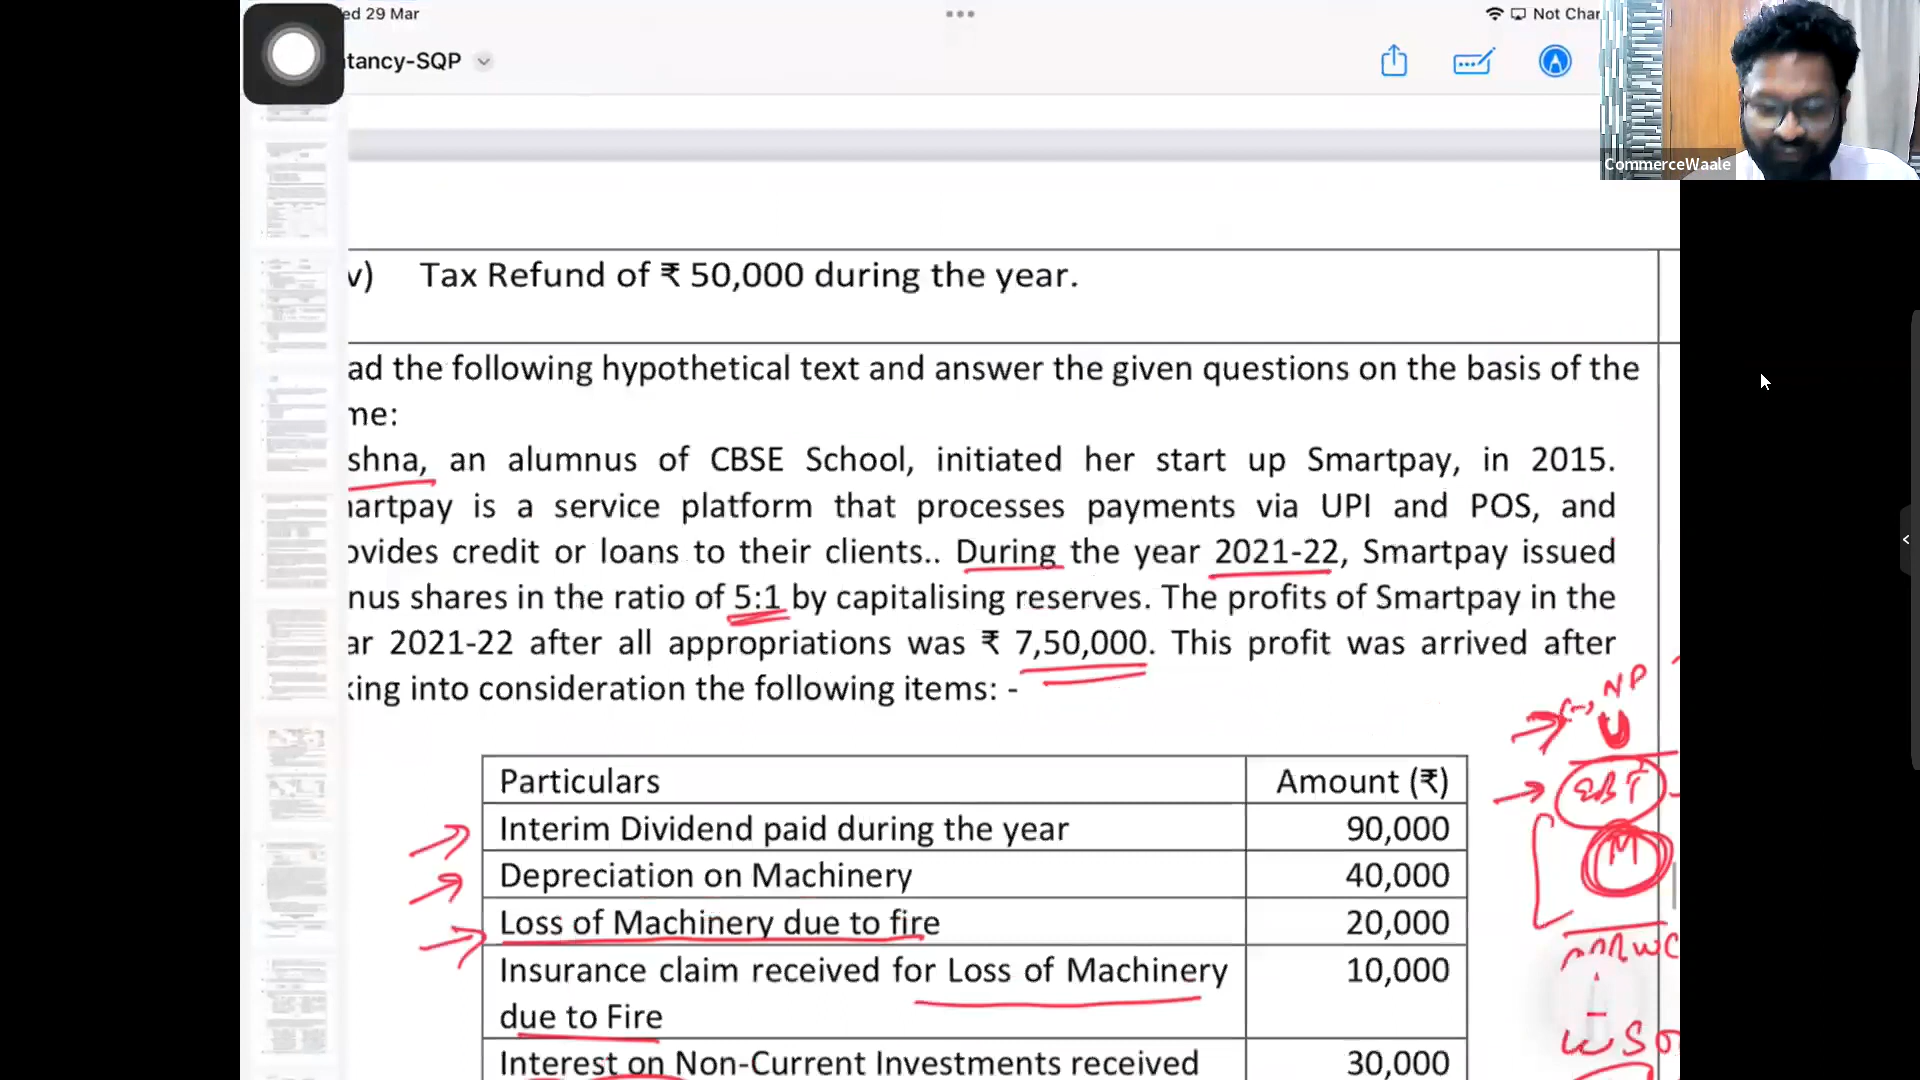 ed 29 Mar
Not Char
tancy-SQP
CommerceWaale
v) Tax Refund of ₹ 50,000 during the year.
ad the following hypothetical text and answer the given questions on the basis of the
me:
shna, an alumnus of CBSE School, initiated her start up Smartpay, in 2015.
artpay is a service platform that processes payments via UPI and POS, and
ovides credit or loans to their clients.. During the year 2021-22, Smartpay issued
nus shares in the ratio of 5:1 by capitalising reserves. The profits of Smartpay in the
ar 2021-22 after all appropriations was ₹ 7,50,000. This profit was arrived after
king into consideration the following items: -
NP
(-)
EBT
M
Particulars Amount (₹)
Interim Dividend paid during the year 90,000
Depreciation on Machinery 40,000
Loss of Machinery due to fire 20,000
Insurance claim received for Loss of Machinery 10,000
due to Fire
Interest on Non-Current Investments received 30,000